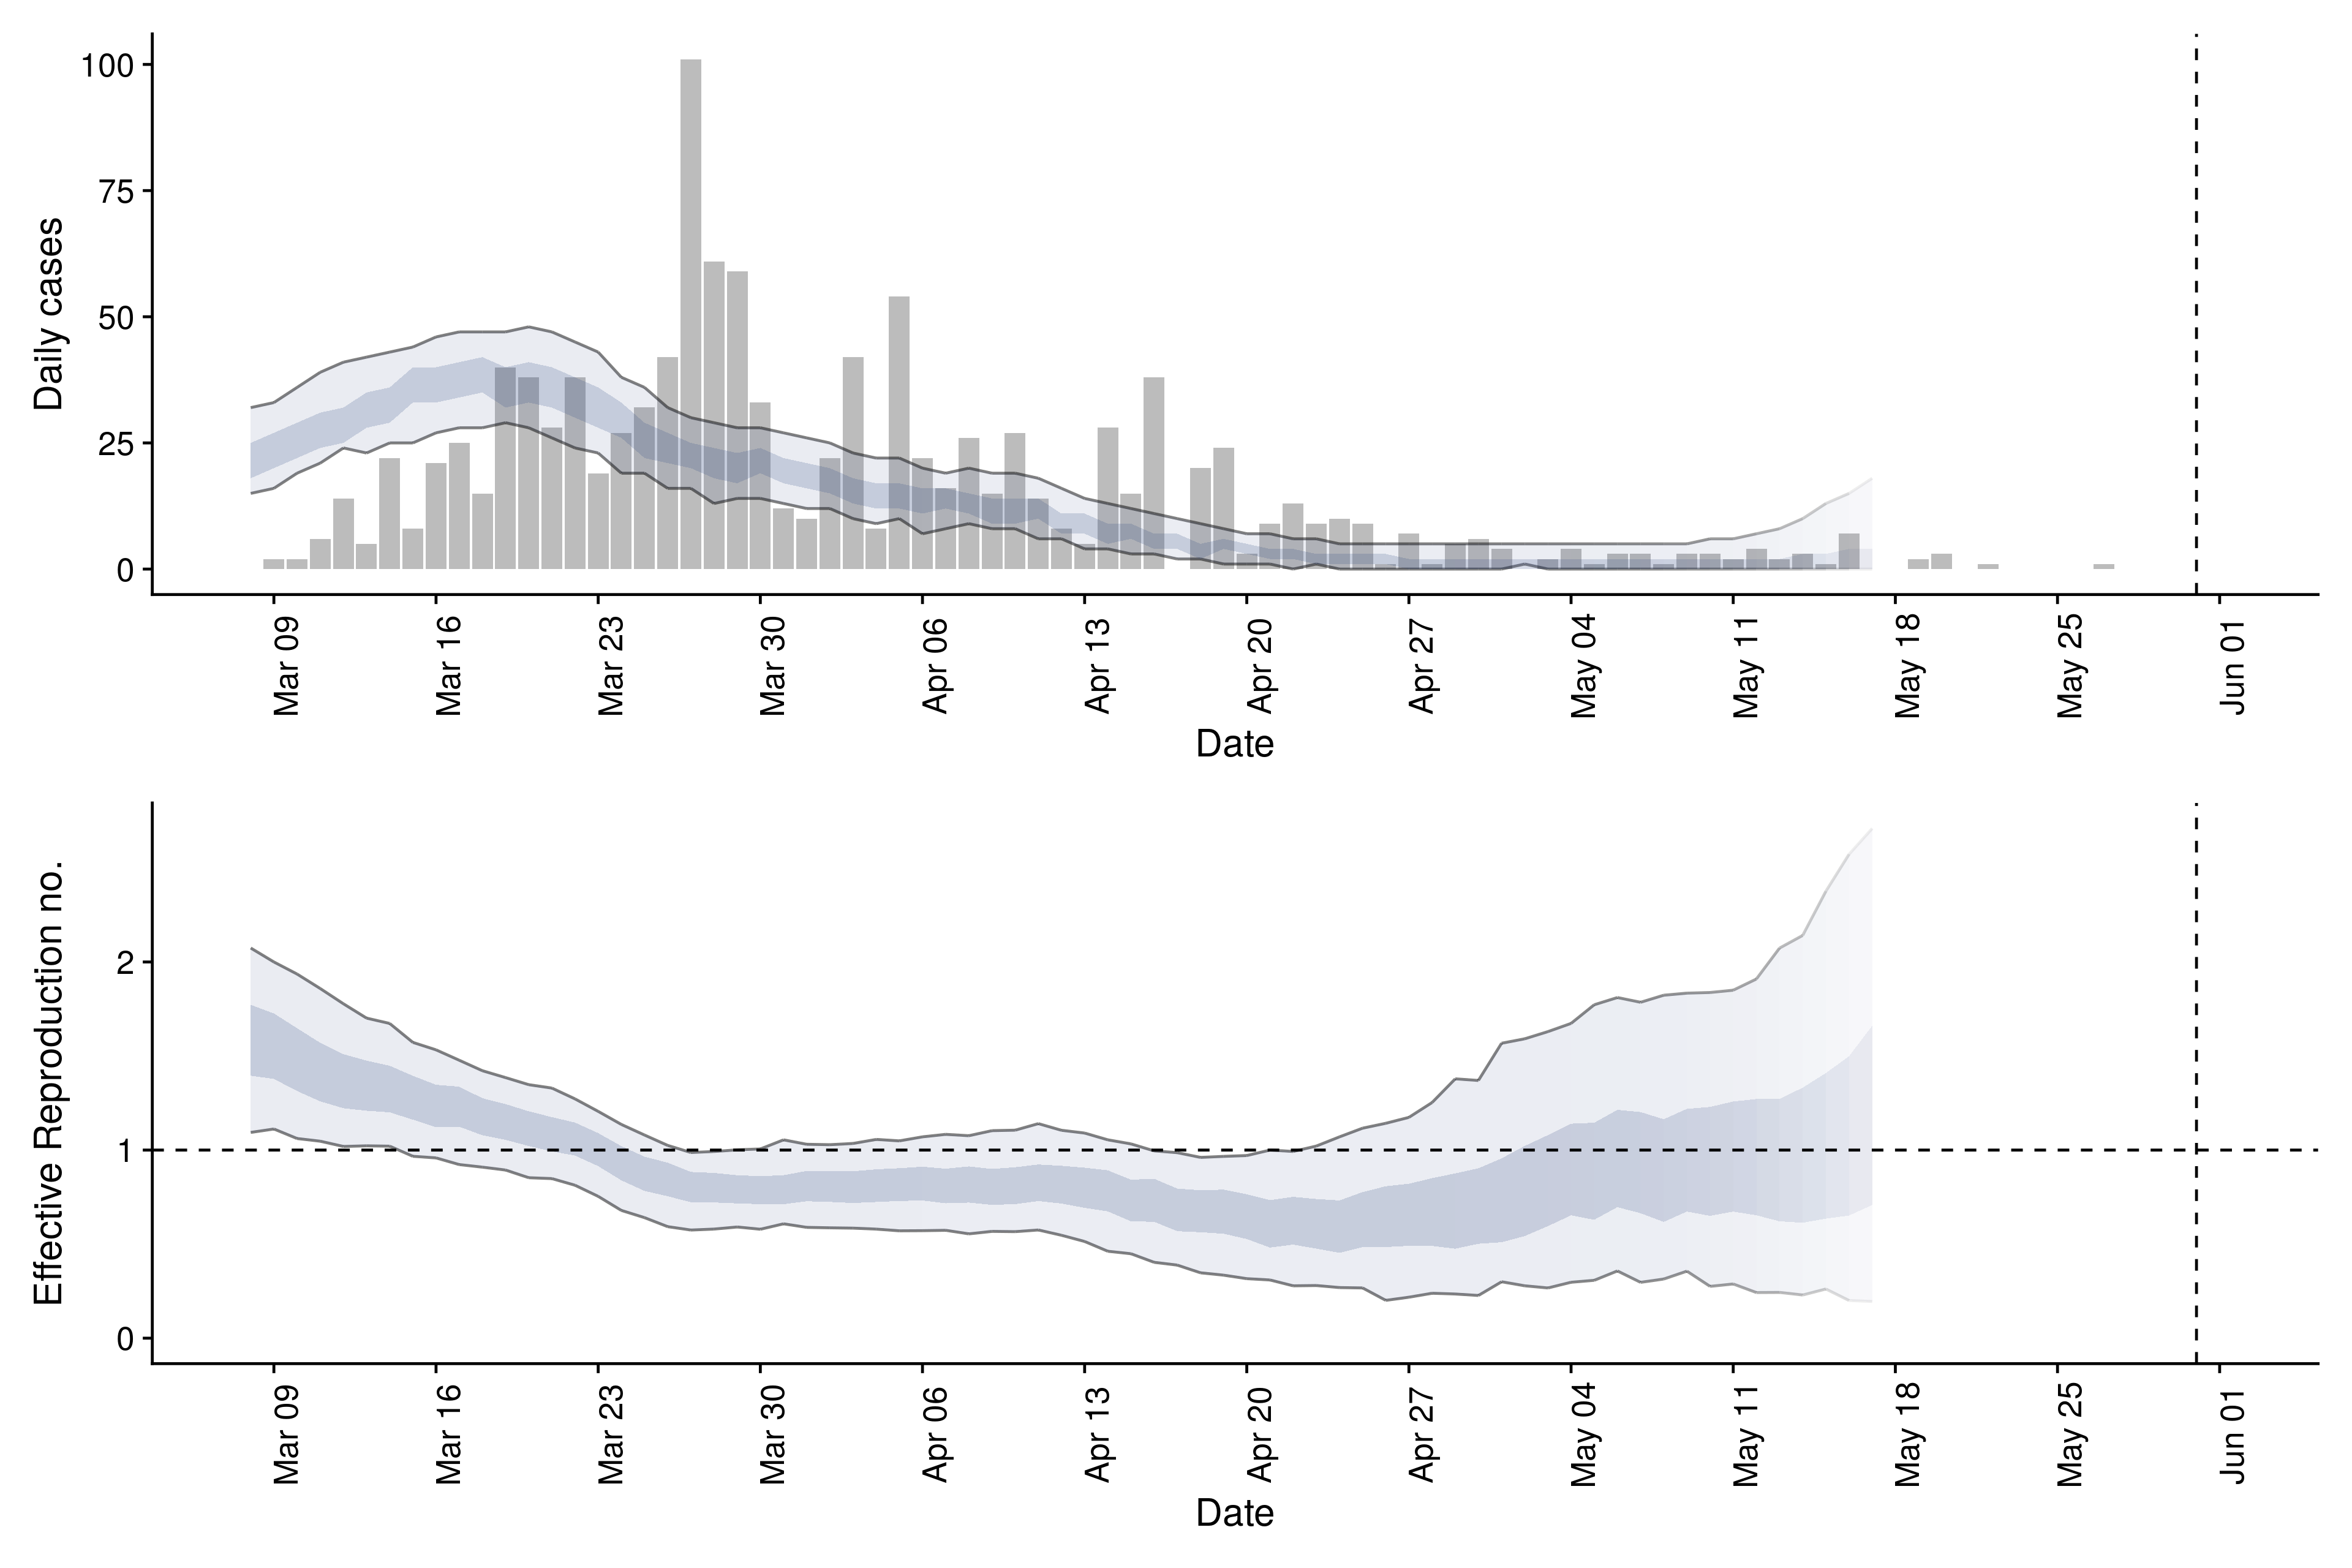 Daily cases
100
75
50
25
0
Mar 09
Mar 16
Mar 23
Mar 30
Apr 06
Apr 13
Apr 20
Apr 27
May 04
May 11
May 18
May 25
Jun 01
Date
Effective Reproduction no.
2
1
0
Mar 09
Mar 16
Mar 23
Mar 30
Apr 06
Apr 13
Apr 20
Apr 27
May 04
May 11
May 18
May 25
Jun 01
Date